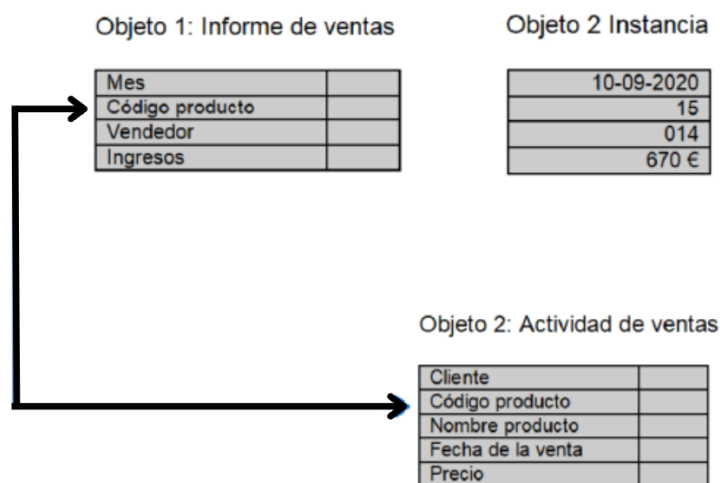 Objeto 1: Informe de ventas
Mes
Código producto
Vendedor
Ingresos
Objeto 2 Instancia
10-09-2020
15
014
670 €
Objeto 2: Actividad de ventas
Cliente
Código producto
Nombre producto
Fecha de la venta
Precio